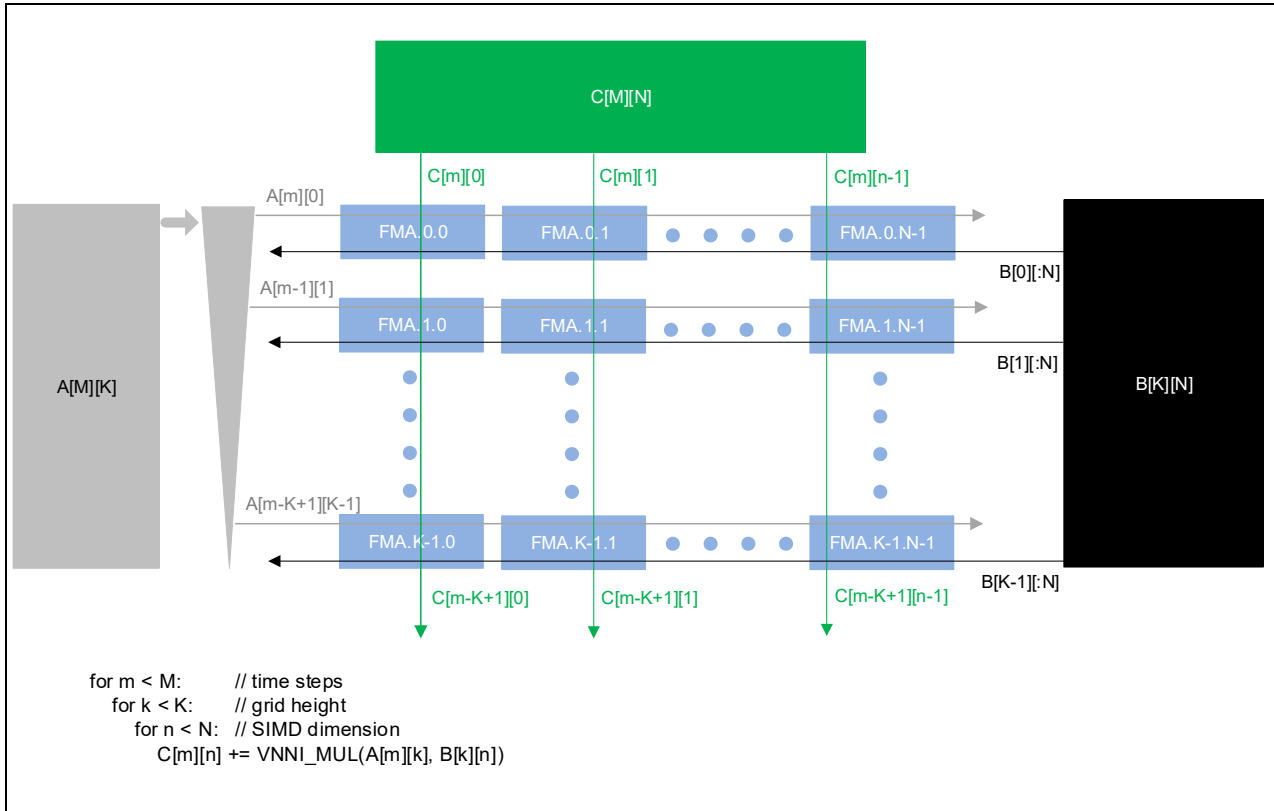 C[M][N]
C[m][0]
C[m][1]
C[m][n-1]
A[m][0]
FMA.0.0
FMA.0.1
FMA.0.N-1
B[0][:N]
A[m-1][1]
FMA.1.0
FMA.1.1
FMA.1.N-1
B[1][:N]
A[M][K]
B[K][N]
A[m-K+1][K-1]
FMA.K-1.0
FMA.K-1.1
FMA.K-1.N-1
B[K-1][:N]
C[m-K+1][0]
C[m-K+1][1]
C[m-K+1][n-1]
for m < M: // time steps
for k < K: // grid height
for n < N: // SIMD dimension
C[m][n] += VNNI_MUL(A[m][k], B[k][n])